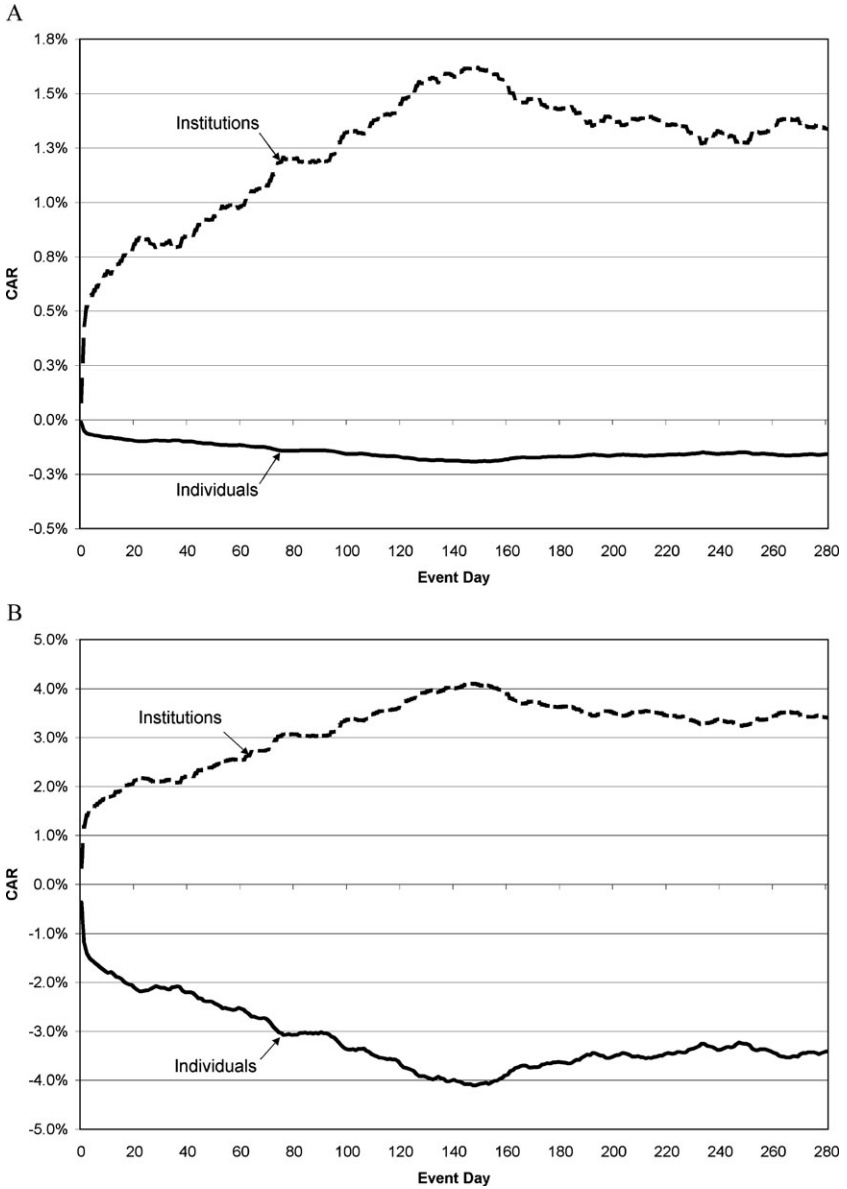 A
1.8%
1.5%
Institutions
1.3%
1.0%
0.8%
CAR
0.5%
0.3%
0.0%
-0.3%
Individuals
-0.5%
0 20 40 60 80 100 120 140 160 180 200 220 240 260 280
Event Day
B
5.0%
4.0%
Institutions
3.0%
2.0%
1.0%
0.0%
CAR
-1.0%
-2.0%
-3.0%
Individuals
-4.0%
-5.0%
0 20 40 60 80 100 120 140 160 180 200 220 240 260 280
Event Day